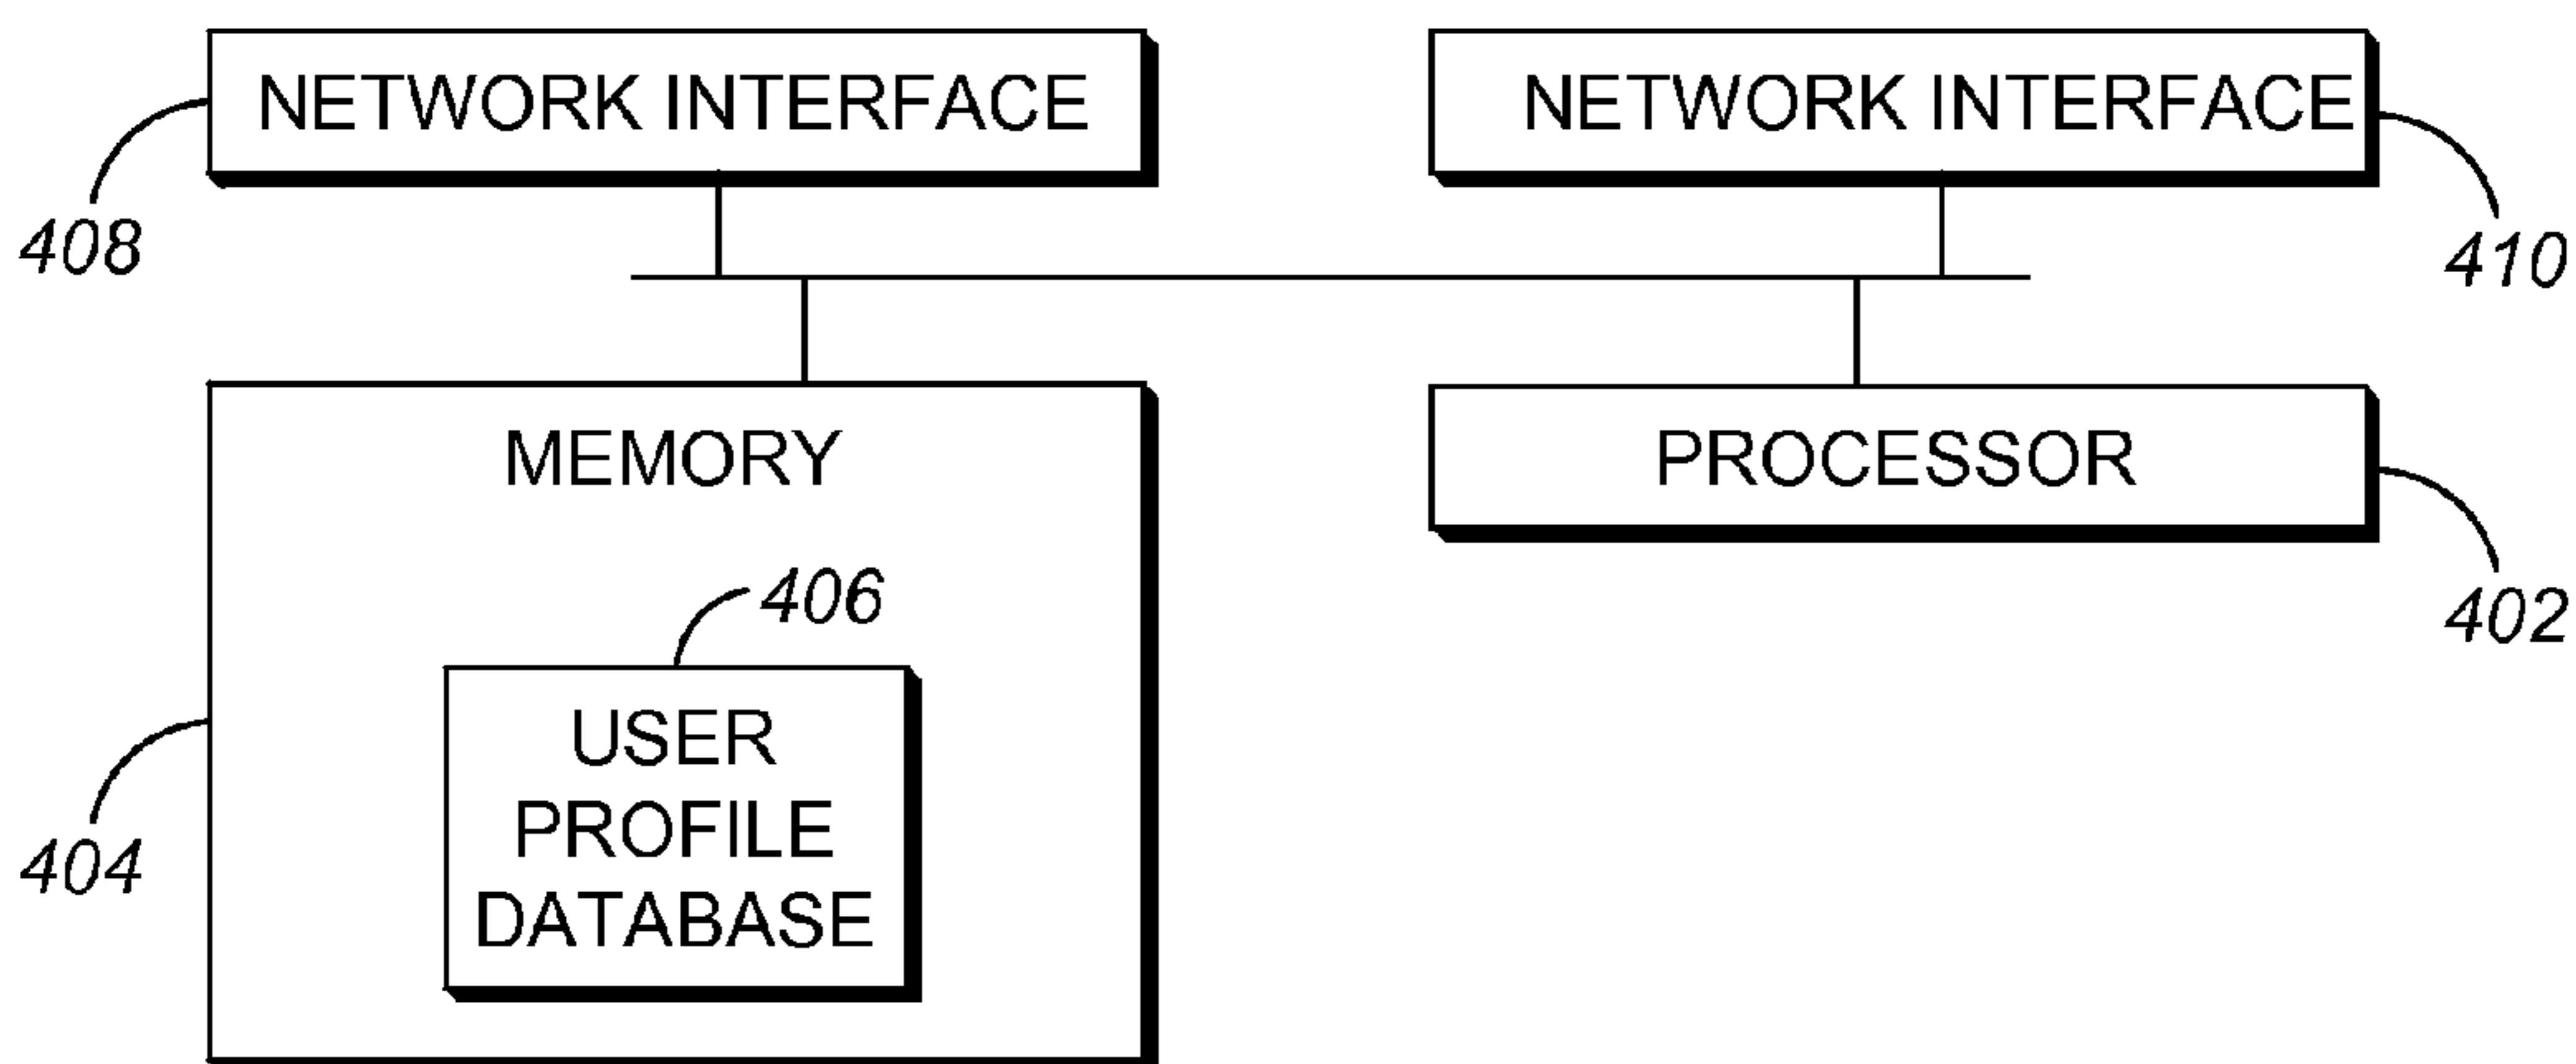 NETWORK INTERFACE
NETWORK INTERFACE
408
410
MEMORY
PROCESSOR
406
402
USER
PROFILE
DATABASE
404